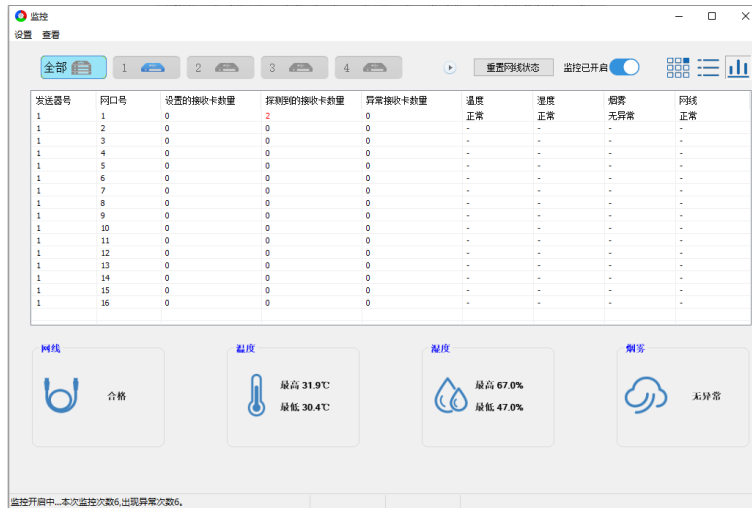 监控
设置 查看
全部 1 2 3 4 重置网线状态 监控已开启
发送器号 网口号 设置的接收卡数量 探测到的接收卡数量 异常接收卡数量 温度 湿度 烟雾 网线
1 1 0 2 0 正常 正常 无异常 正常
1 2 0 0 0 - - - -
1 3 0 0 0 - - - -
1 4 0 0 0 - - - -
1 5 0 0 0 - - - -
1 6 0 0 0 - - - -
1 7 0 0 0 - - - -
1 8 0 0 0 - - - -
1 9 0 0 0 - - - -
1 10 0 0 0 - - - -
1 11 0 0 0 - - - -
1 12 0 0 0 - - - -
1 13 0 0 0 - - - -
1 14 0 0 0 - - - -
1 15 0 0 0 - - - -
1 16 0 0 0 - - - -
网线 温度 湿度 烟雾
最高 31.9℃ 最高 67.0%
合格 无异常
最低 30.4℃ 最低 47.0%
监控开启中...本次监控次数6,出现异常次数6。